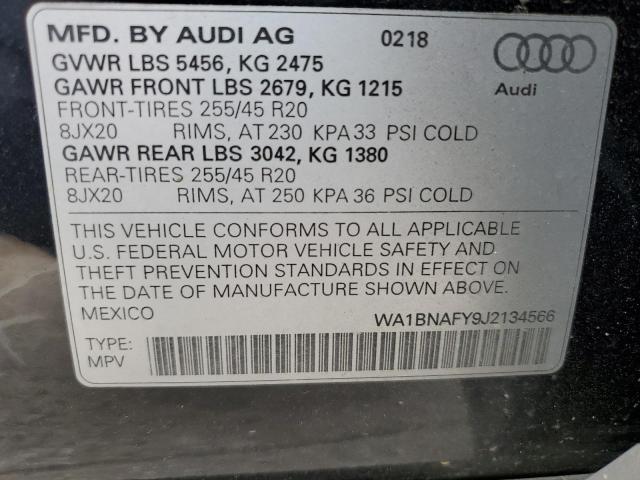 MFD. BY AUDI AG 0218
GVWR LBS 5456, KG 2475
GAWR FRONT LBS 2679, KG 1215
Audi
FRONT-TIRES 255/45 R20
8JX20 RIMS, AT 230 KPA 33 PSI COLD
GAWR REAR LBS 3042, KG 1380
REAR-TIRES 255/45 R20
8JX20 RIMS, AT 250 KPA 36 PSI COLD
THIS VEHICLE CONFORMS TO ALL APPLICABLE
U.S. FEDERAL MOTOR VEHICLE SAFETY AND
THEFT PREVENTION STANDARDS IN EFFECT ON
THE DATE OF MANUFACTURE SHOWN ABOVE.
MEXICO WA1BNAFY9J2134566
TYPE:
MPV